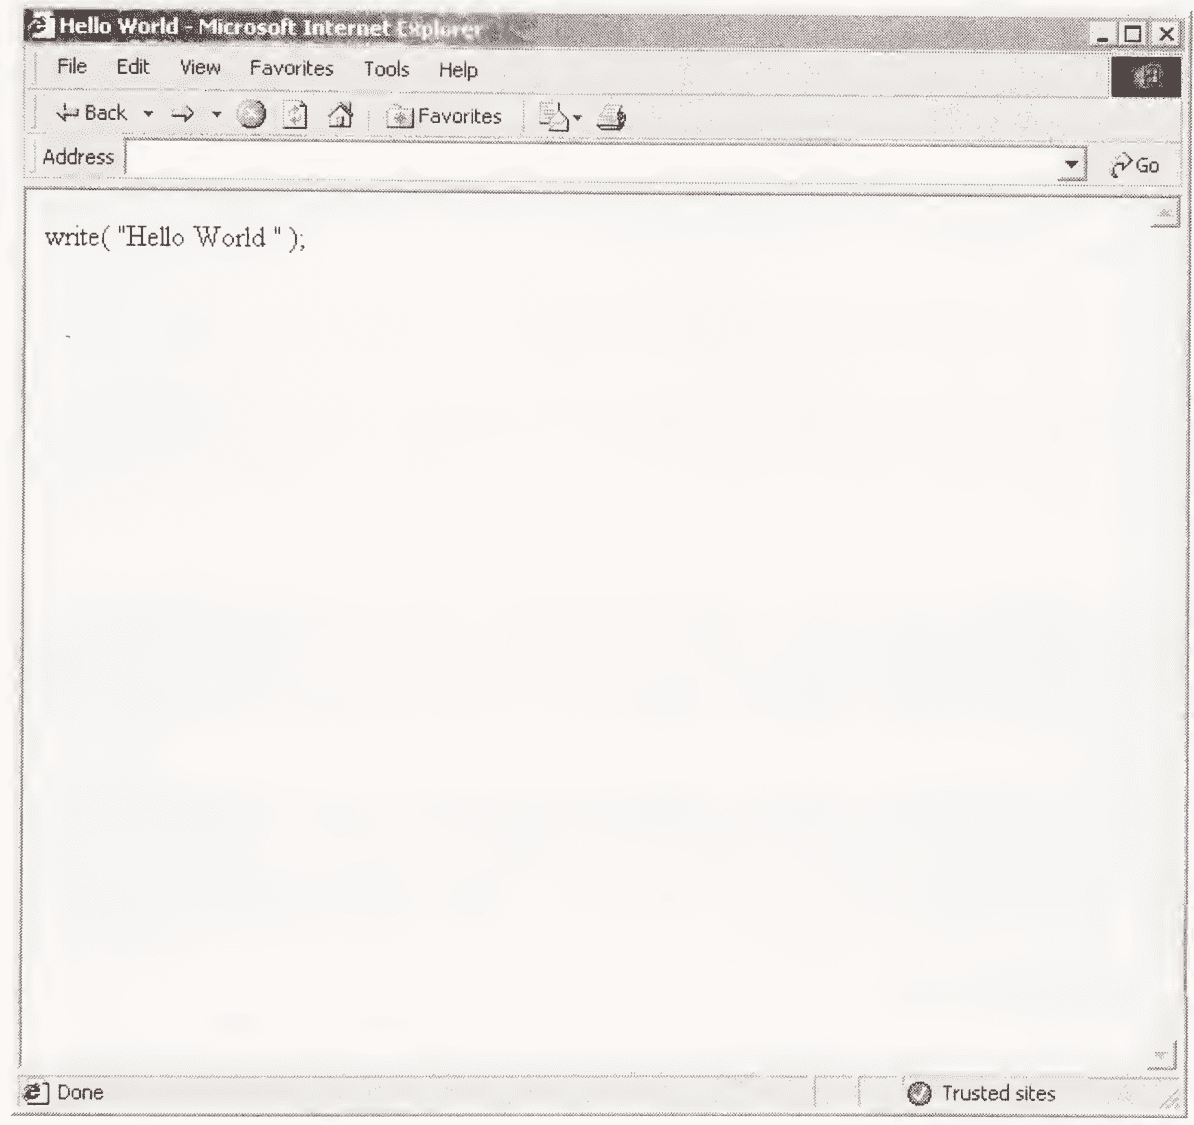 Hello World - Microsoft Internet Explorer
File Edit View Favorites Tools Help
Back Favorites
Address Go
write( "Hello World " );
Done Trusted sites